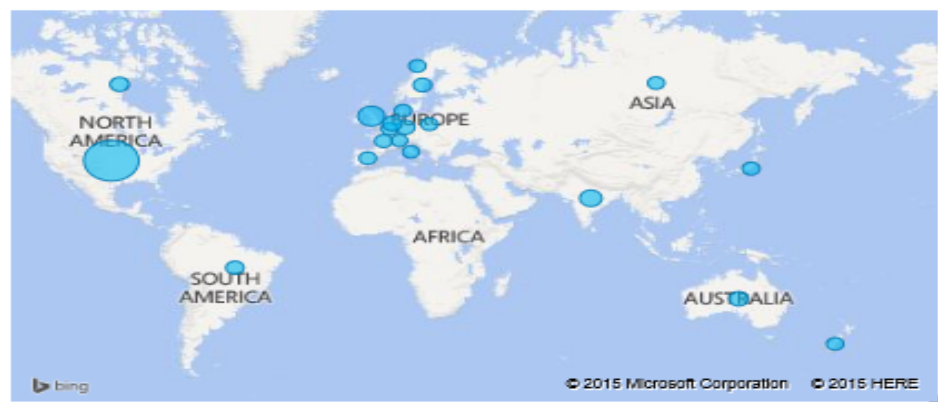 NORTH
AMERICA
EUROPE
ASIA
AFRICA
SOUTH
AMERICA
AUSTRALIA
bing
© 2015 Microsoft Corporation © 2015 HERE